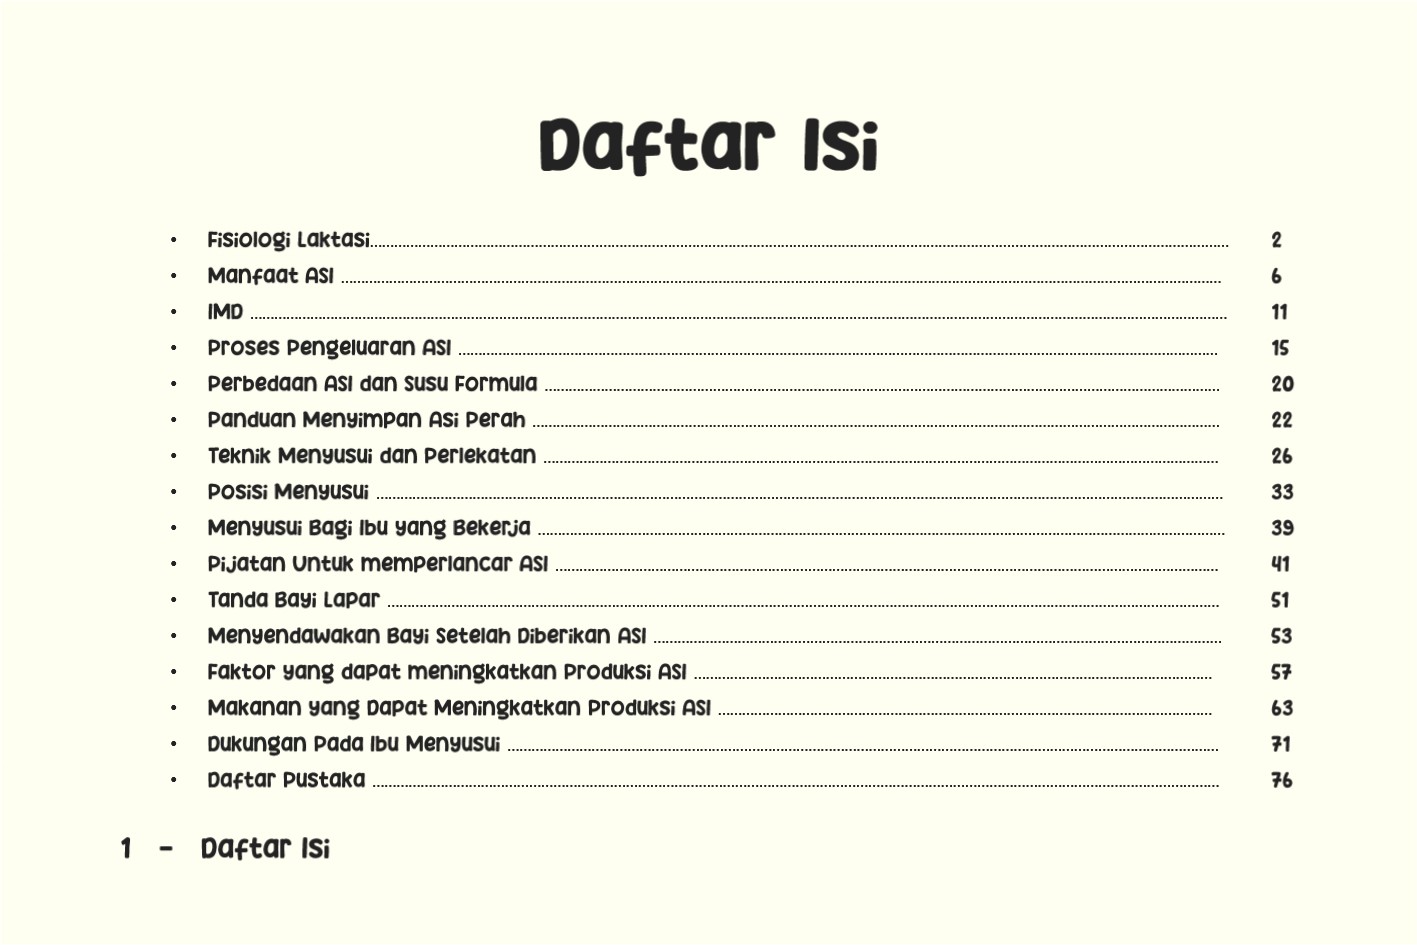 Daftar Isi
• Fisiologi Laktasi........................................ 2
• Manfaat ASI ........................................ 6
• IMD ........................................ 11
• Proses Pengeluaran ASI ........................................ 15
• Perbedaan ASI dan Susu Formula ........................................ 20
• Panduan Menyimpan Asi Perah ........................................ 22
• Teknik Menyusui dan Perlekatan ........................................ 26
• Posisi Menyusui ........................................ 33
• Menyusui Bagi Ibu yang Bekerja ........................................ 39
• Pijatan Untuk memperlancar ASI ........................................ 41
• Tanda Bayi Lapar ........................................ 51
• Menyendawakan Bayi Setelah Diberikan ASI ........................................ 53
• Faktor yang dapat meningkatkan Produksi ASI ........................................ 57
• Makanan yang Dapat Meningkatkan Produksi ASI ........................................ 63
• Dukungan Pada Ibu Menyusui ........................................ 71
• Daftar Pustaka ........................................ 76
1 - Daftar Isi